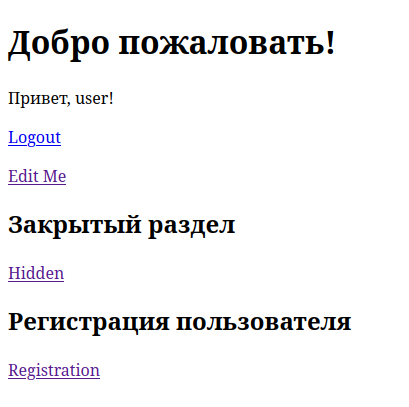 Добро пожаловать!
Привет, user!
Logout
Edit Me
Закрытый раздел
Hidden
Регистрация пользователя
Registration